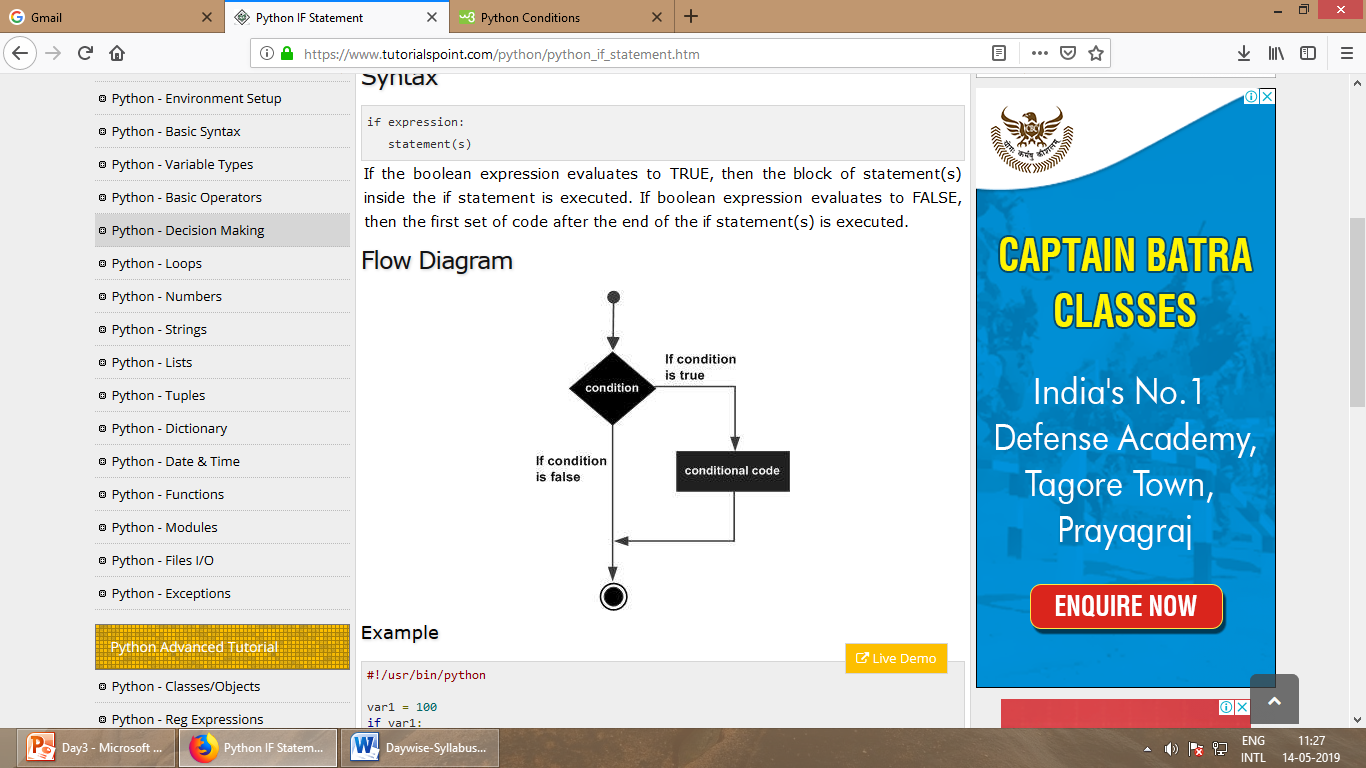 Gmail
Python IF Statement
Python Conditions
https://www.tutorialspoint.com/python/python_if_statement.htm
Python - Environment Setup
Python - Basic Syntax
Python - Variable Types
Python - Basic Operators
Python - Decision Making
Python - Loops
Python - Numbers
Python - Strings
Python - Lists
Python - Tuples
Python - Dictionary
Python - Date & Time
Python - Functions
Python - Modules
Python - Files I/O
Python - Exceptions
Python Advanced Tutorial
Python - Classes/Objects
Python - Reg Expressions
Syntax
if expression:
statement(s)
If the boolean expression evaluates to TRUE, then the block of statement(s)
inside the if statement is executed. If boolean expression evaluates to FALSE,
then the first set of code after the end of the if statement(s) is executed.
Flow Diagram
If condition
is true
condition
If condition
is false
conditional code
Example
Live Demo
#!/usr/bin/python
var1 = 100
if var1:
CAPTAIN BATRA
CLASSES
India's No.1
Defense Academy,
Tagore Town,
Prayagraj
ENQUIRE NOW
Day3 - Microsoft ...
Python IF Statem...
Daywise-Syllabus...
ENG
INTL
11:27
14-05-2019